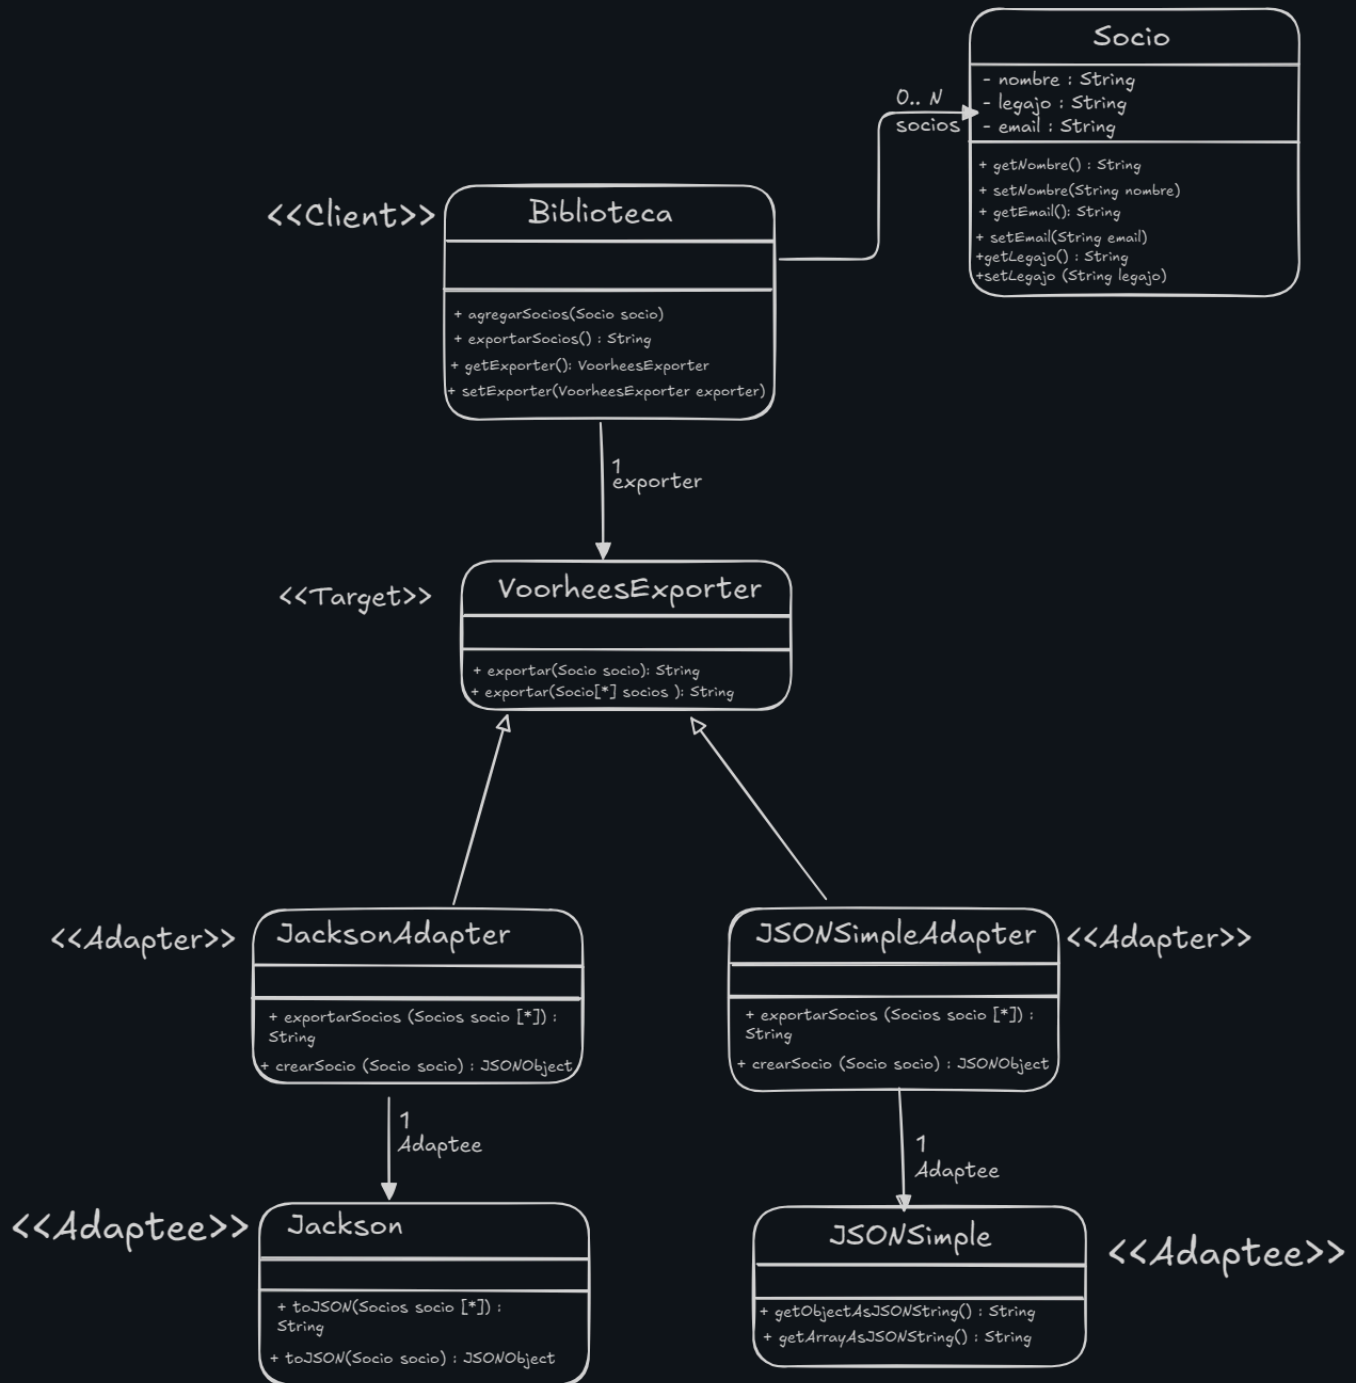 Socio
- nombre : String
- legajo : String
- email : String
+ getNombre() : String
+ setNombre(String nombre)
+ getEmail(): String
+ setEmail(String email)
+getLegajo() : String
+setLegajo (String legajo)
0.. N
socios
<<Client>>
Biblioteca
+ agregarSocios(Socio socio)
+ exportarSocios() : String
+ getExporter(): VoorheesExporter
+ setExporter(VoorheesExporter exporter)
1
exporter
<<Target>>
VoorheesExporter
+ exportar(Socio socio): String
+ exportar(Socio[*] socios ): String
<<Adapter>>
JacksonAdapter
+ exportarSocios (Socios socio [*]) :
String
+ crearSocio (Socio socio) : JSONObject
JSONSimpleAdapter
<<Adapter>>
+ exportarSocios (Socios socio [*]) :
String
+ crearSocio (Socio socio) : JSONObject
1
Adaptee
1
Adaptee
<<Adaptee>>
Jackson
+ toJSON(Socios socio [*]) :
String
+ toJSON(Socio socio) : JSONObject
JSONSimple
<<Adaptee>>
+ getObjectAsJSONString() : String
+ getArrayAsJSONString() : String